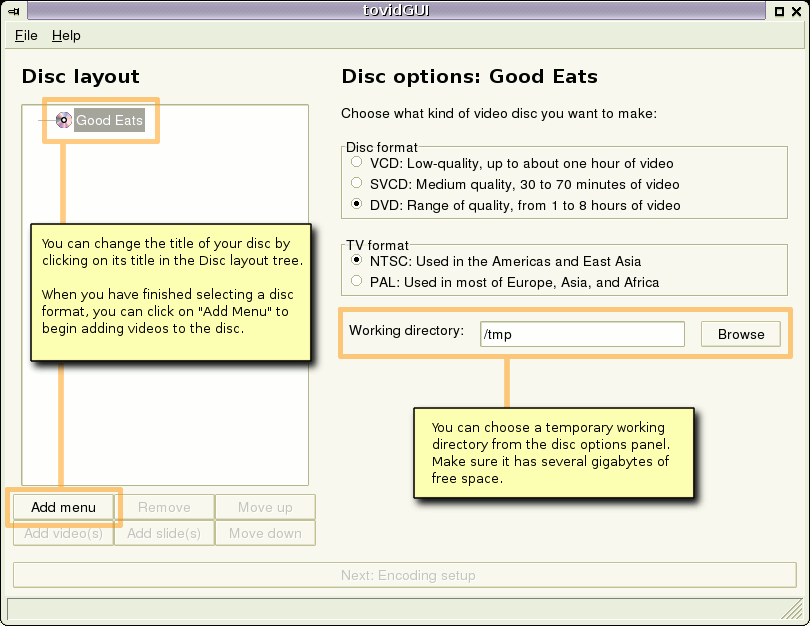 tovidGUI
File Help
Disc layout
Good Eats
You can change the title of your disc by
clicking on its title in the Disc layout tree.
When you have finished selecting a disc
format, you can click on "Add Menu" to
begin adding videos to the disc.
Add menu Remove Move up
Add video(s) Add slide(s) Move down
Disc options: Good Eats
Choose what kind of video disc you want to make:
Disc format
VCD: Low-quality, up to about one hour of video
SVCD: Medium quality, 30 to 70 minutes of video
DVD: Range of quality, from 1 to 8 hours of video
TV format
NTSC: Used in the Americas and East Asia
PAL: Used in most of Europe, Asia, and Africa
Working directory: /tmp Browse
You can choose a temporary working
directory from the disc options panel.
Make sure it has several gigabytes of
free space.
Next: Encoding setup